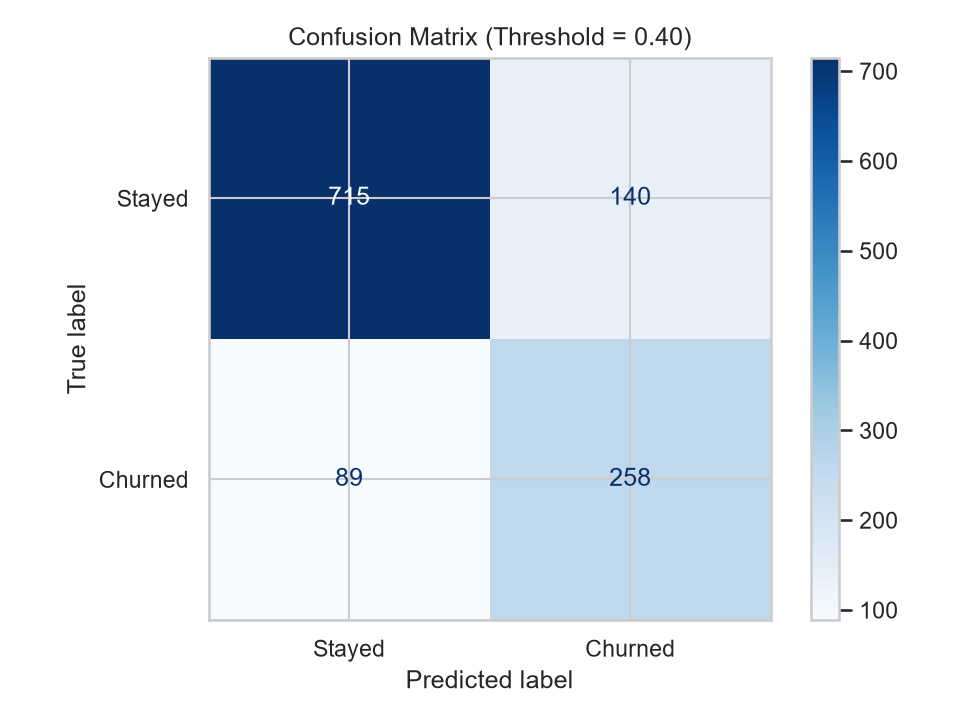 Confusion Matrix (Threshold = 0.40)
True label
Stayed
Churned
715
140
89
258
Stayed
Churned
Predicted label
700
600
500
400
300
200
100